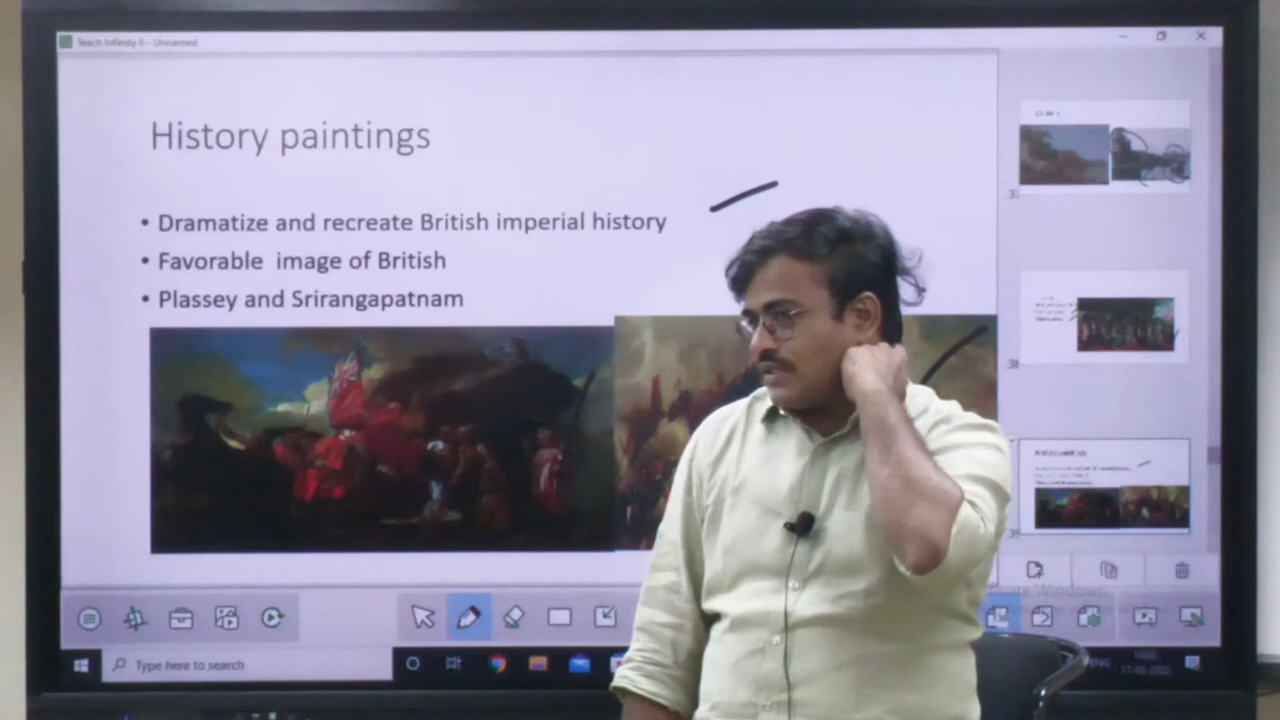 Teach Infinity II - Unnamed
History paintings
• Dramatize and recreate British imperial history
• Favorable image of British
• Plassey and Srirangapatnam
Type here to search
ENG